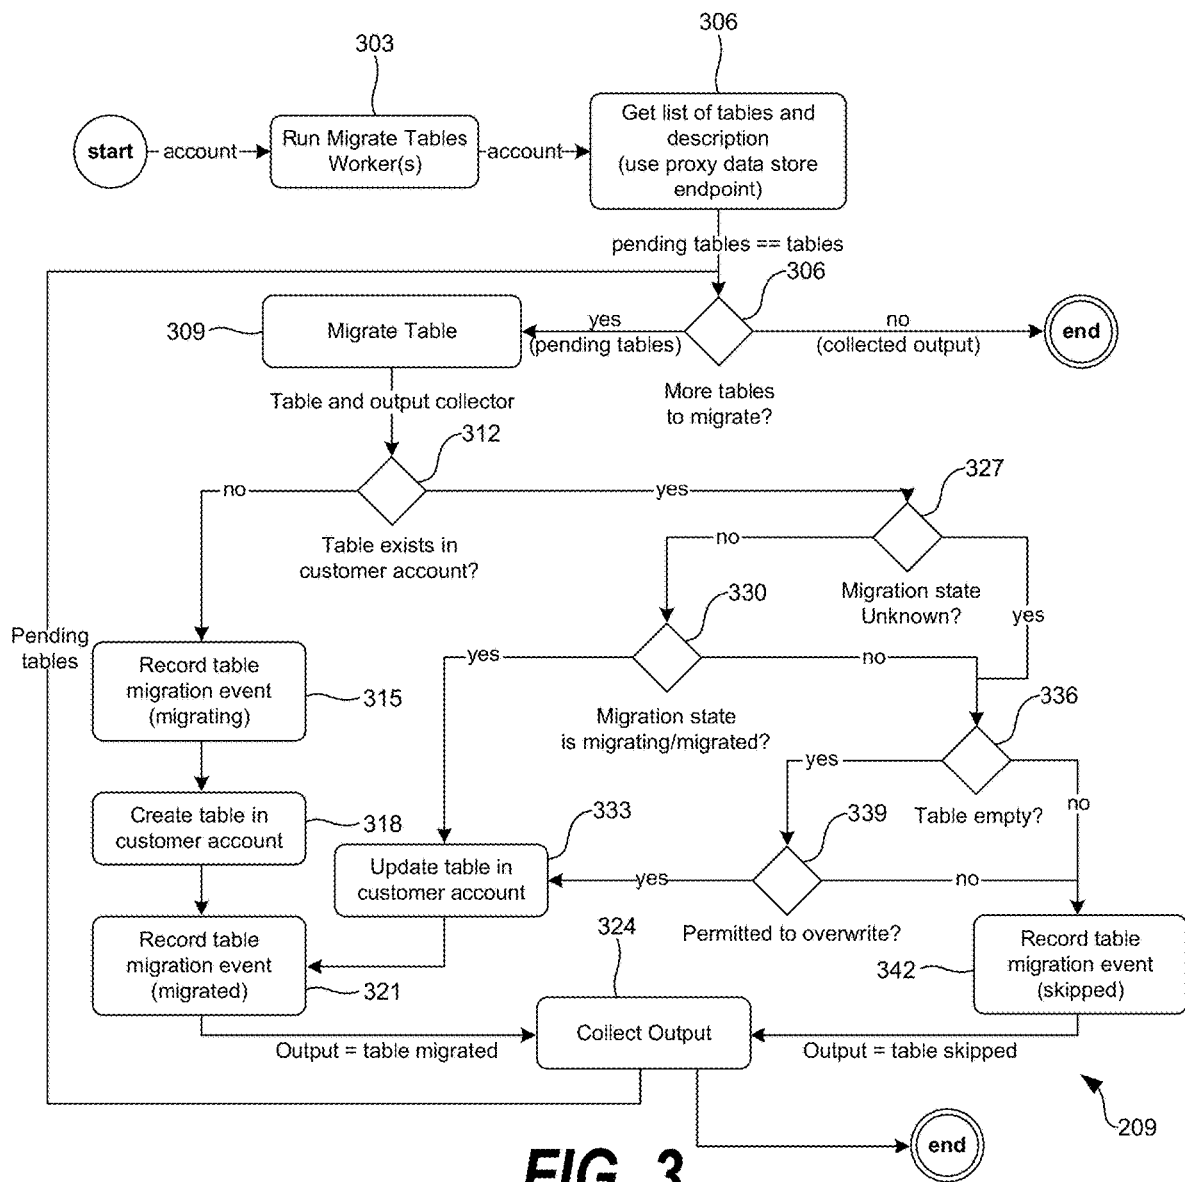 303
306
start
account
Run Migrate Tables
Worker(s)
account
Get list of tables and
description
(use proxy data store
endpoint)
pending tables == tables
306
309
Migrate Table
yes
(pending tables)
no
(collected output)
end
More tables
to migrate?
Table and output collector
312
no
yes
327
Table exists in
customer account?
no
Migration state
Unknown?
yes
330
Pending
tables
Record table
migration event
(migrating)
315
yes
no
Migration state
is migrating/migrated?
336
yes
Table empty?
no
Create table in
customer account
318
333
339
Update table in
customer account
yes
no
Permitted to overwrite?
Record table
migration event
(migrated)
321
324
342
Record table
migration event
(skipped)
Collect Output
Output = table migrated
Output = table skipped
209
end
FIG. 3